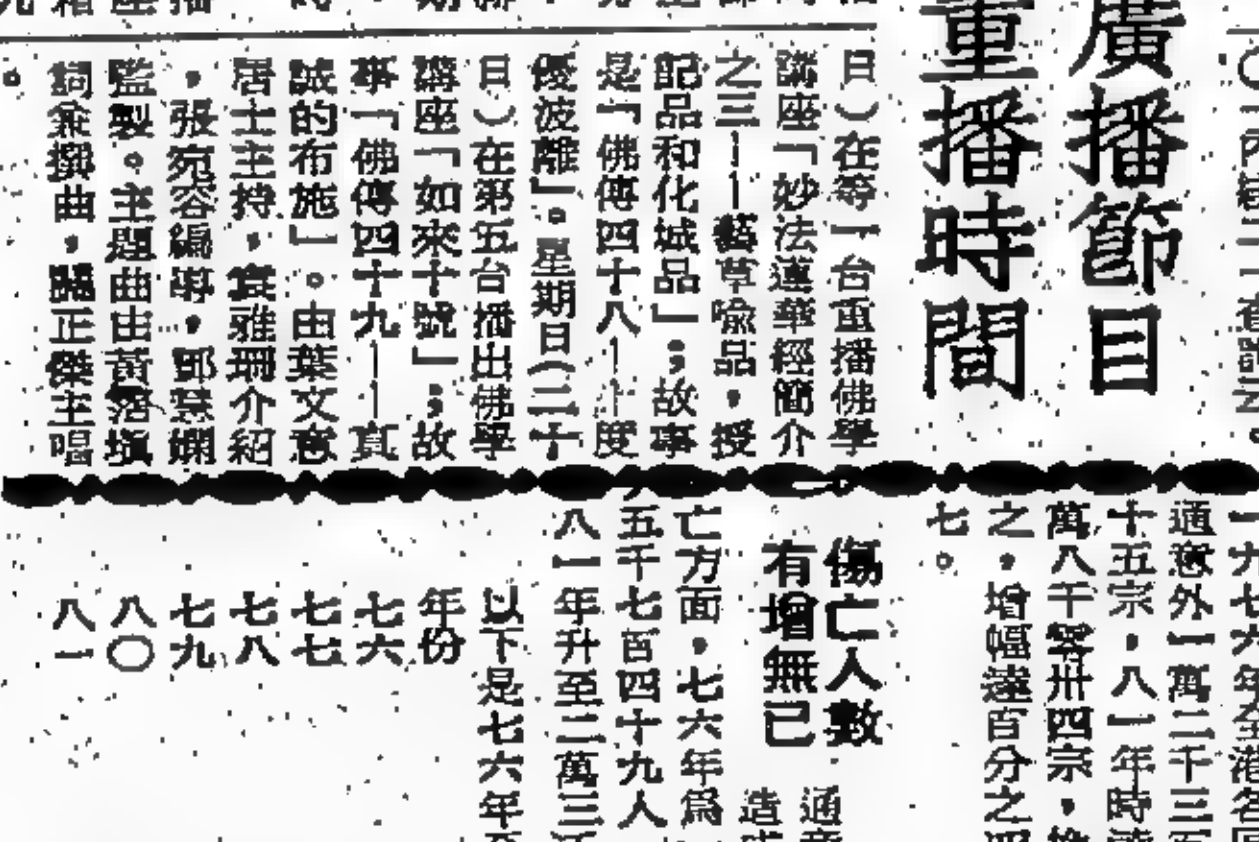 廣播節目
重播時間
日）在等一台重播佛學
講座「妙法蓮華經簡介
之三——藥草喻品，授
記品和化城品」；故事
是「佛傳四十八——度
優波離」。星期日（二十
日）在第五台播出佛學
講座「如來十號」；故
事「佛傳四十九——真
誠的布施」。由葉文意
居士主持，雅珊介紹
，張宛容編導，鄧慧嫻
監製。主題曲由黃霑填
詞兼撰曲，關正傑主唱
。
通意外一萬二千三
十五宗，八一年時
萬八千零卅四宗，
之，增幅達百分之四
七。
傷亡人數
有增無已
通
造
亡方面，七六年為
五千七百四十九人
八一年升至二萬三
以下是七六年
年份
七六
七七
七八
七九
八〇
八一